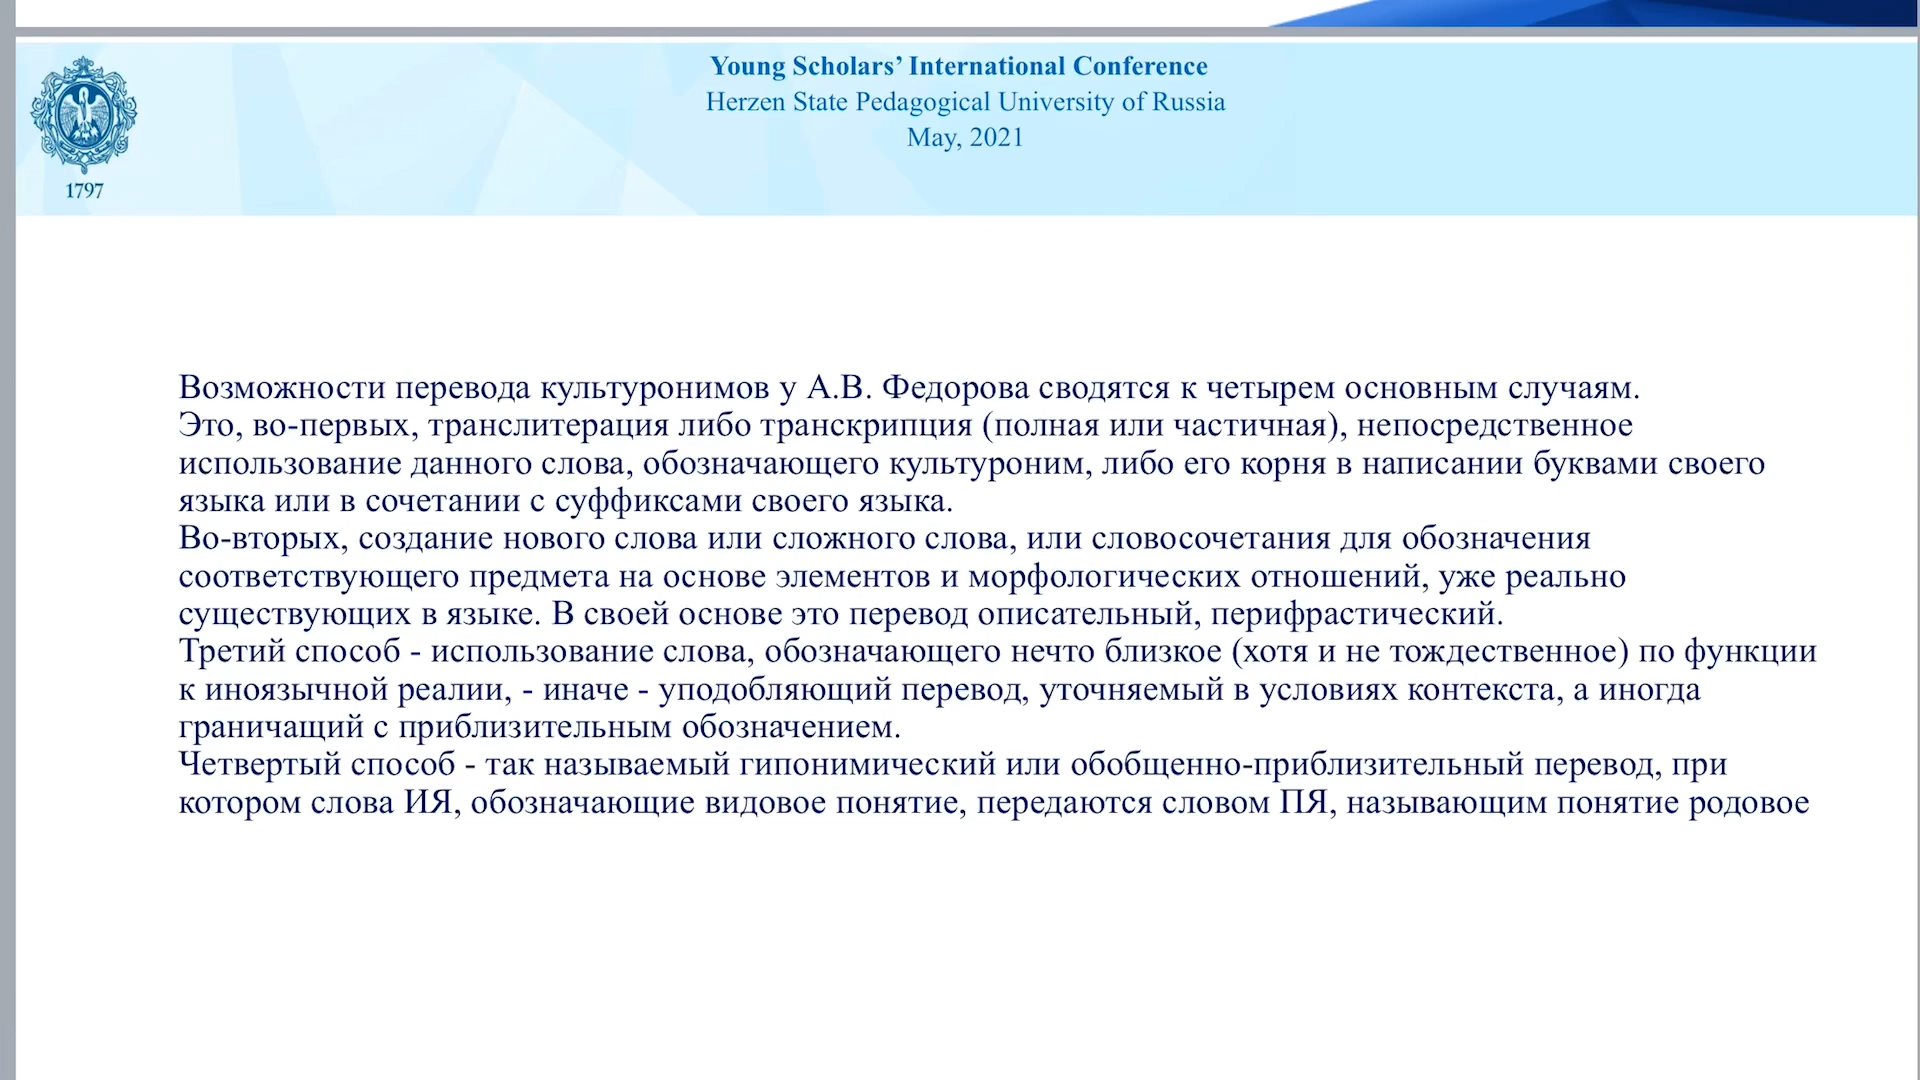 Young Scholars’ International Conference
Herzen State Pedagogical University of Russia
May, 2021
1797
Возможности перевода культуронимов у А.В. Федорова сводятся к четырем основным случаям.
Это, во-первых, транслитерация либо транскрипция (полная или частичная), непосредственное
использование данного слова, обозначающего культуроним, либо его корня в написании буквами своего
языка или в сочетании с суффиксами своего языка.
Во-вторых, создание нового слова или сложного слова, или словосочетания для обозначения
соответствующего предмета на основе элементов и морфологических отношений, уже реально
существующих в языке. В своей основе это перевод описательный, перифрастический.
Третий способ - использование слова, обозначающего нечто близкое (хотя и не тождественное) по функции
к иноязычной реалии, - иначе - уподобляющий перевод, уточняемый в условиях контекста, а иногда
граничащий с приблизительным обозначением.
Четвертый способ - так называемый гипонимический или обобщенно-приблизительный перевод, при
котором слова ИЯ, обозначающие видовое понятие, передаются словом ПЯ, называющим понятие родовое